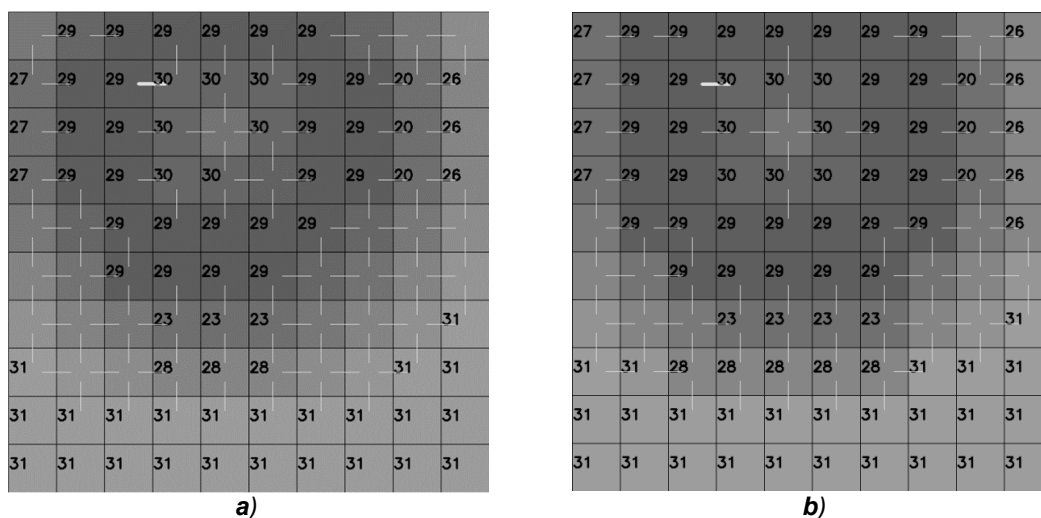 29 29 29 29 29 29
27 29 29 30 30 30 29 29 20 26
27 29 29 30 30 29 29 20 26
27 29 29 30 30 29 29 20 26
29 29 29 29 29
29 29 29 29
23 23 23 31
31 28 28 28 31 31
31 31 31 31 31 31 31 31 31 31
31 31 31 31 31 31 31 31 31 31
a)
27 29 29 29 29 29 29 29 26
27 29 29 30 30 30 29 29 20 26
27 29 29 30 30 29 29 20 26
27 29 29 30 30 30 29 29 20 26
29 29 29 29 29 29 29 26
29 29 29 29 29
23 23 23 23 31
31 31 28 28 28 28 28 31 31 31
31 31 31 31 31 31 31 31 31 31
31 31 31 31 31 31 31 31 31 31
b)